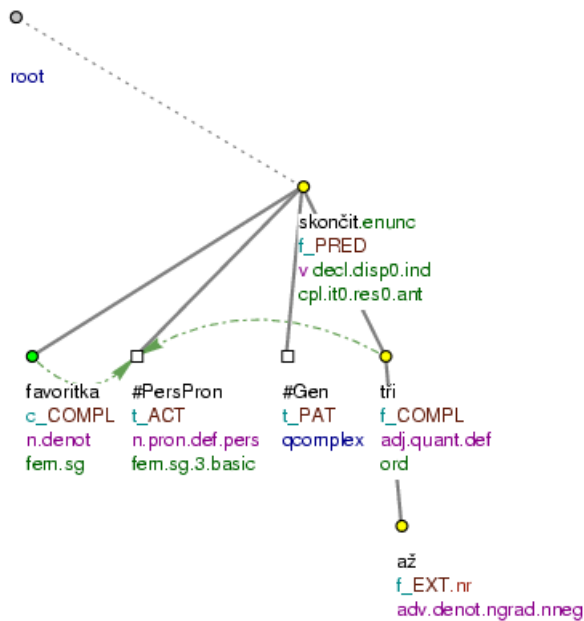 root
skončit.enunc
f_PRED
v decl.disp0.ind
cpl.it0.res0.ant
favoritka
c_COMPL
n.denot
fem.sg
#PersPron
t_ACT
n.pron.def.pers
fem.sg.3.basic
#Gen
t_PAT
qcomplex
tři
f_COMPL
adj.quant.def
ord
až
f_EXT.nr
adv.denot.ngrad.nneg